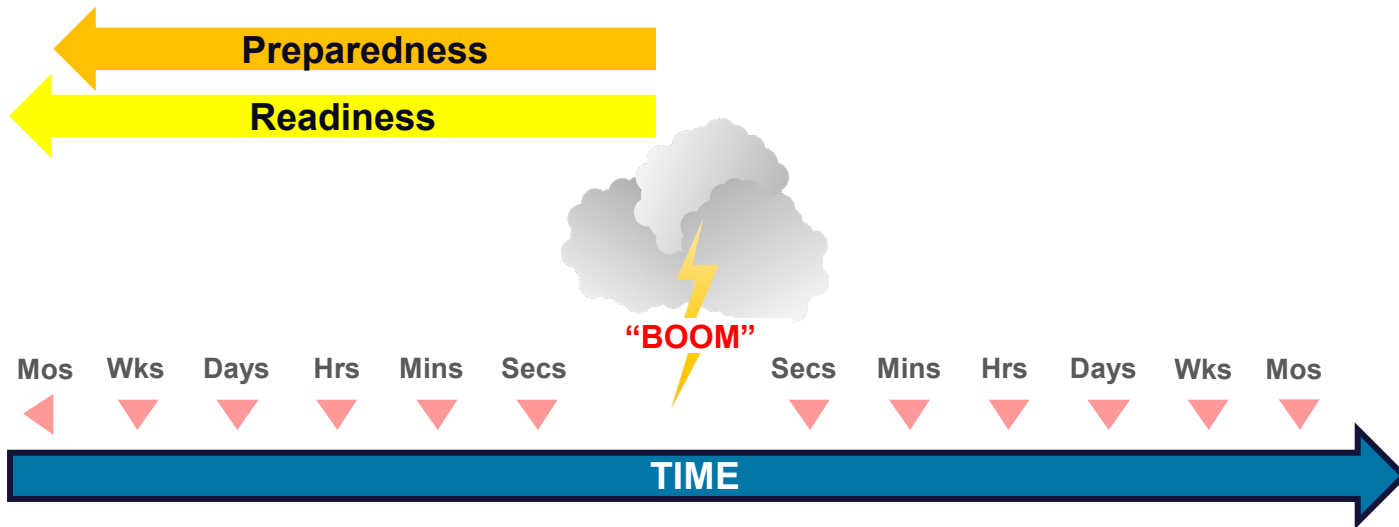 Preparedness
Readiness
“BOOM”
Mos Wks Days Hrs Mins Secs Secs Mins Hrs Days Wks Mos
TIME